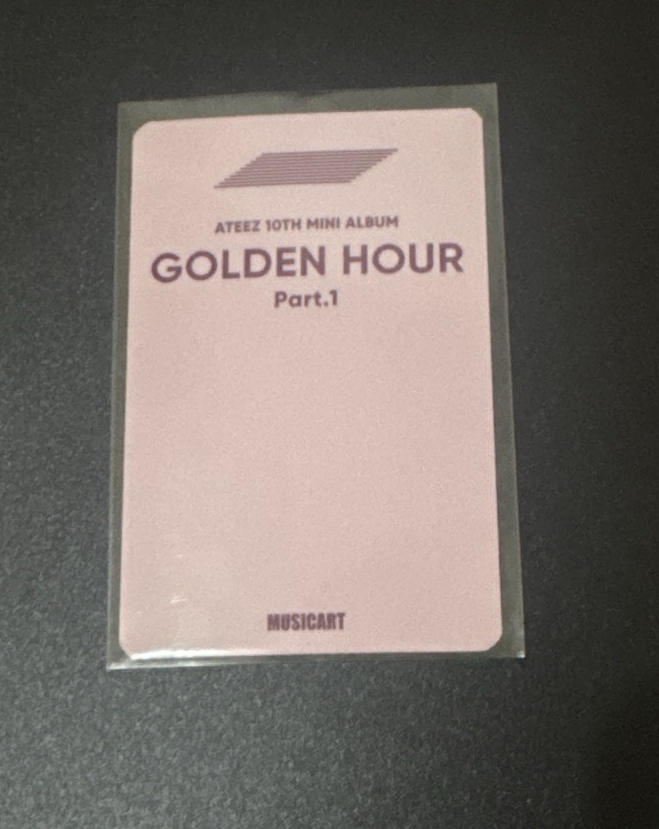 ATEEZ 10TH MINI ALBUM
GOLDEN HOUR
Part.1
MUSICART